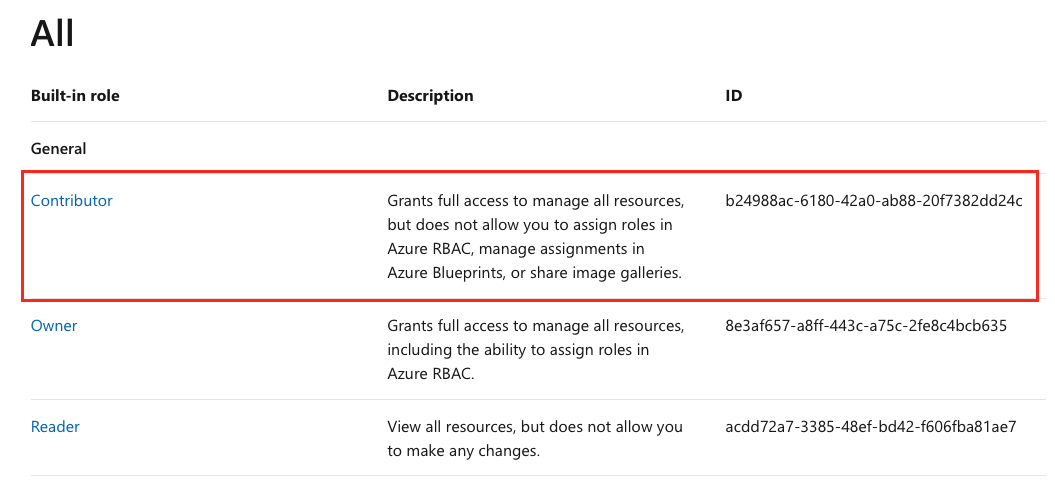 All
Built-in role Description ID
General
Contributor Grants full access to manage all resources, b24988ac-6180-42a0-ab88-20f7382dd24c
but does not allow you to assign roles in
Azure RBAC, manage assignments in
Azure Blueprints, or share image galleries.
Owner Grants full access to manage all resources, 8e3af657-a8ff-443c-a75c-2fe8c4bcb635
including the ability to assign roles in
Azure RBAC.
Reader View all resources, but does not allow you acdd72a7-3385-48ef-bd42-f606fba81ae7
to make any changes.